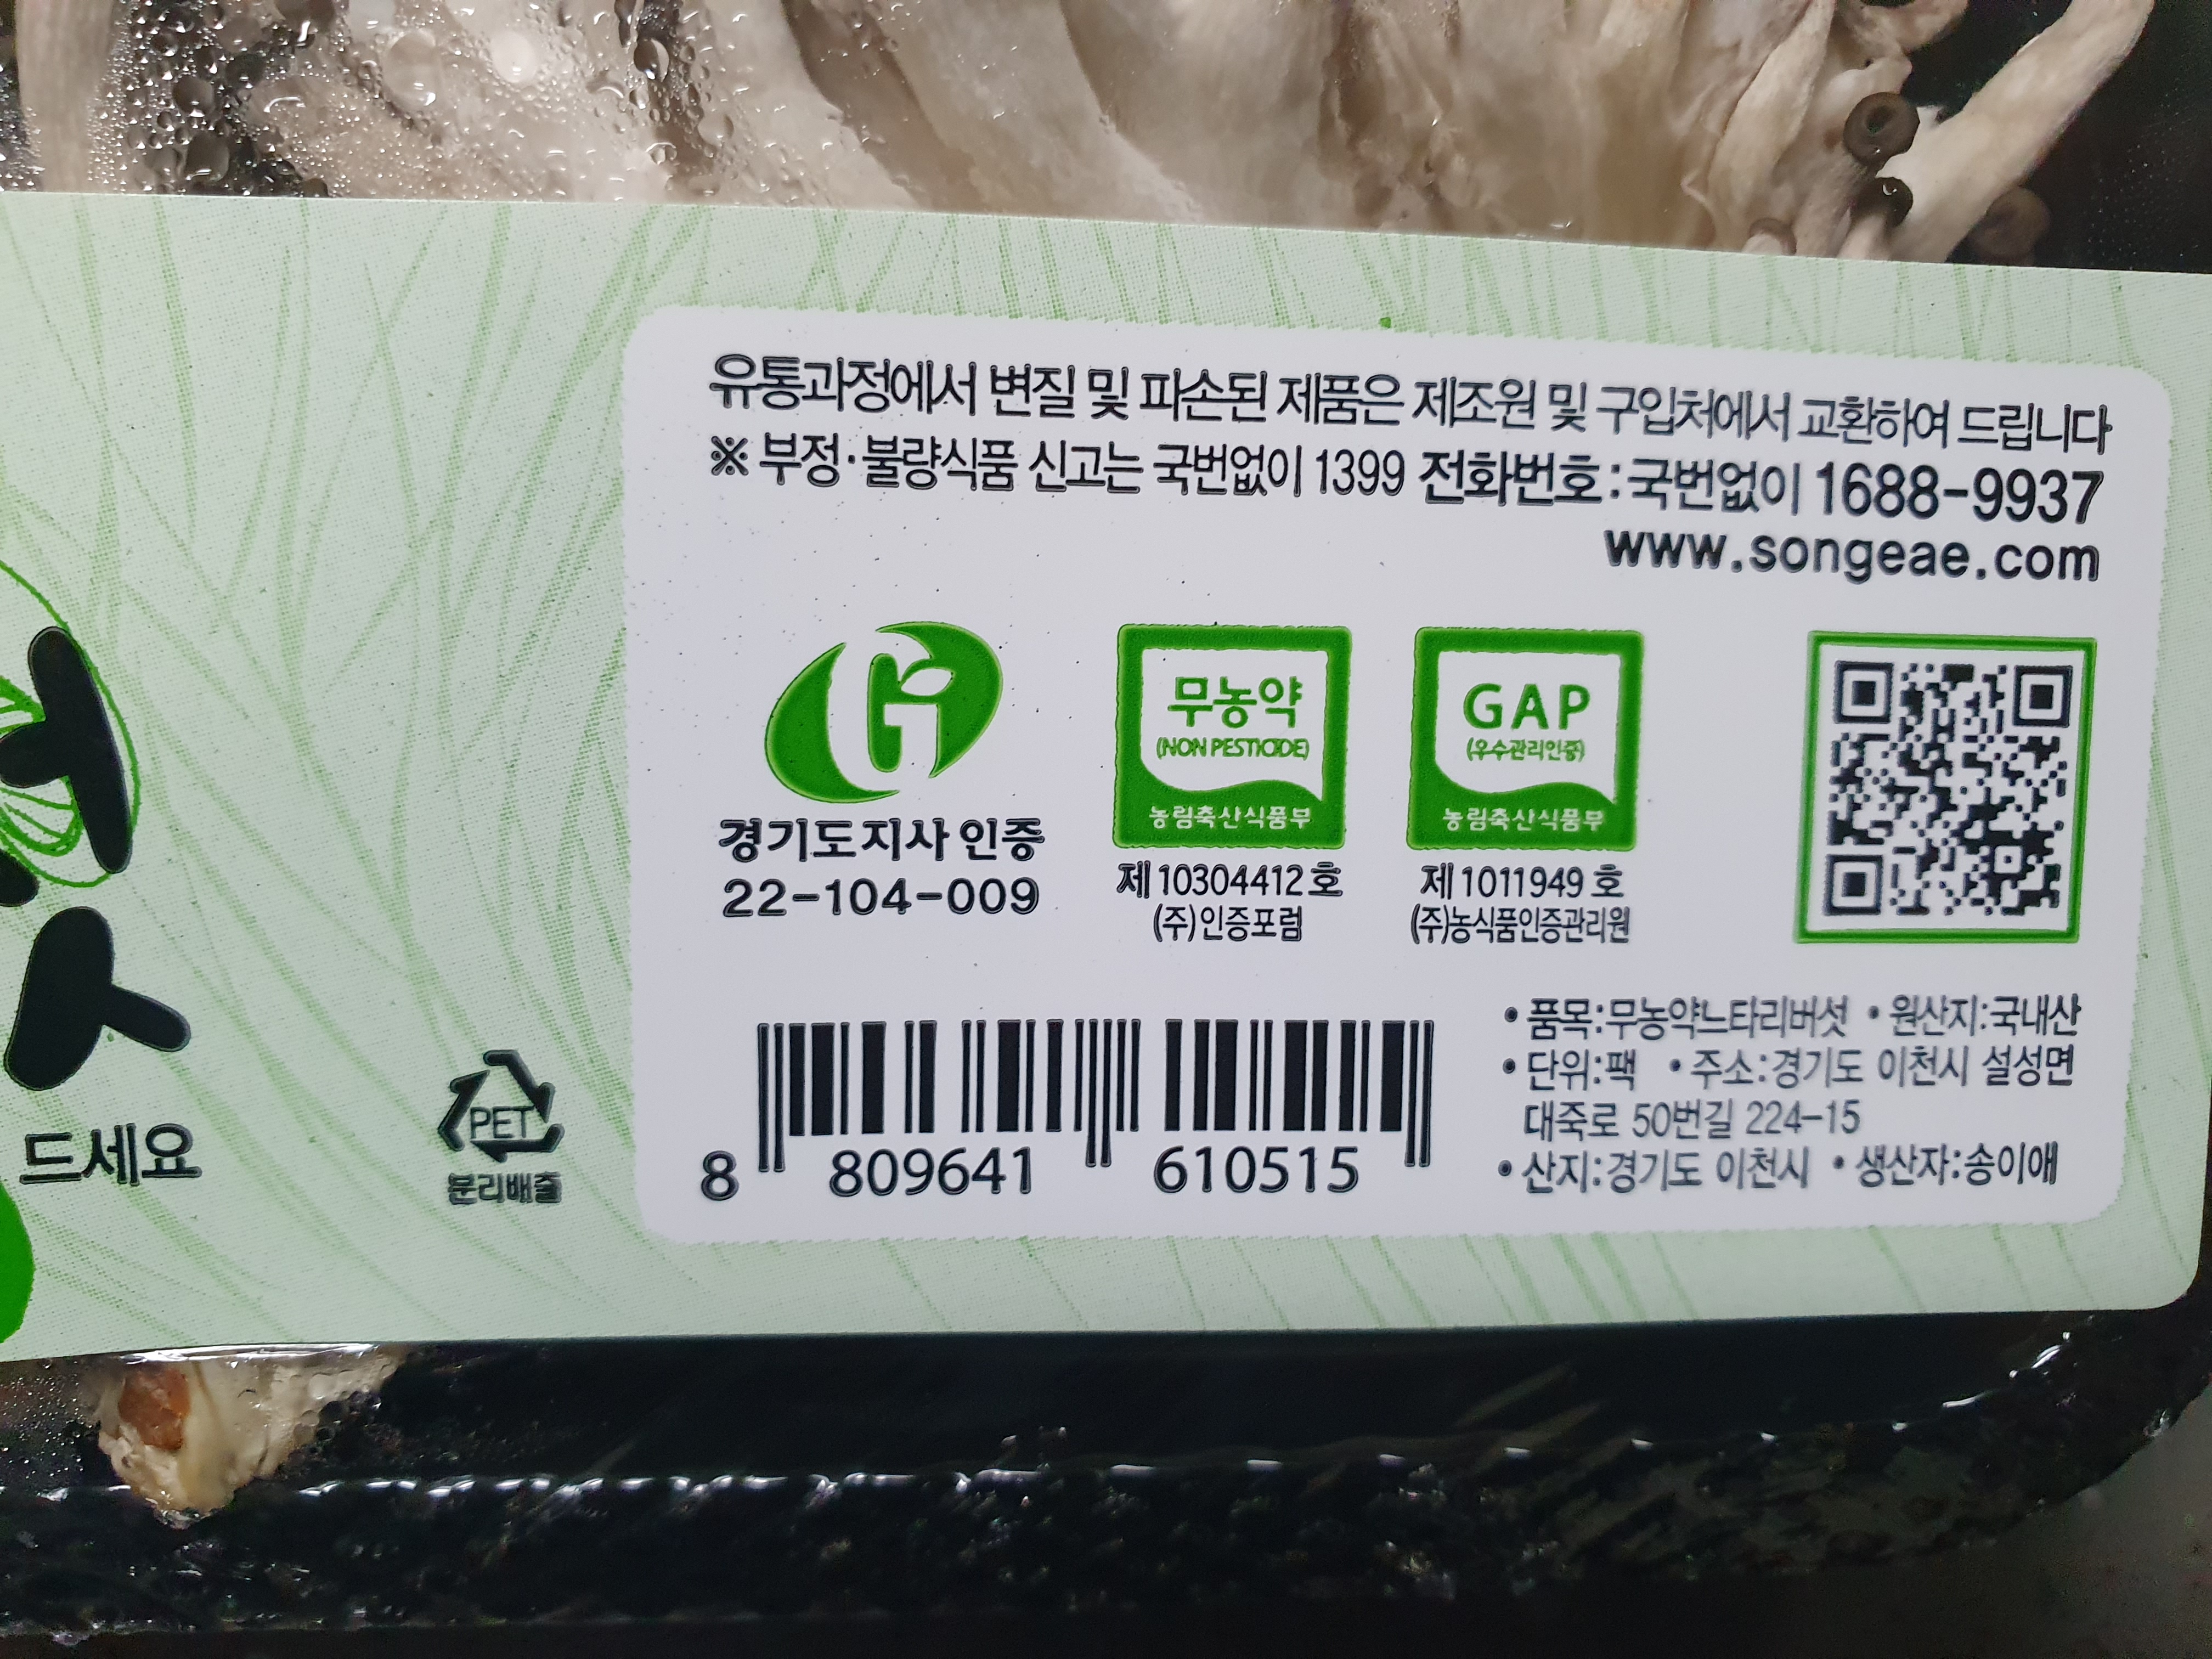 유통과정에서 변질 및 파손된 제품은 제조원 및 구입처에서 교환하여 드립니다
※ 부정·불량식품 신고는 국번없이 1399 전화번호:국번없이 1688-9937
www.songeae.com
경기도지사 인증
22-104-009
무농약
(NON PESTICIDE)
농림축산식품부
제 10304412 호
(주)인증포럼
GAP
(우수관리인증)
농림축산식품부
제 1011949 호
(주)농식품인증관리원
드세요
PET
분리배출
8 809641 610515
• 품목:무농약느타리버섯 • 원산지:국내산
• 단위:팩 • 주소:경기도 이천시 설성면
대죽로 50번길 224-15
• 산지:경기도 이천시 • 생산자:송이애